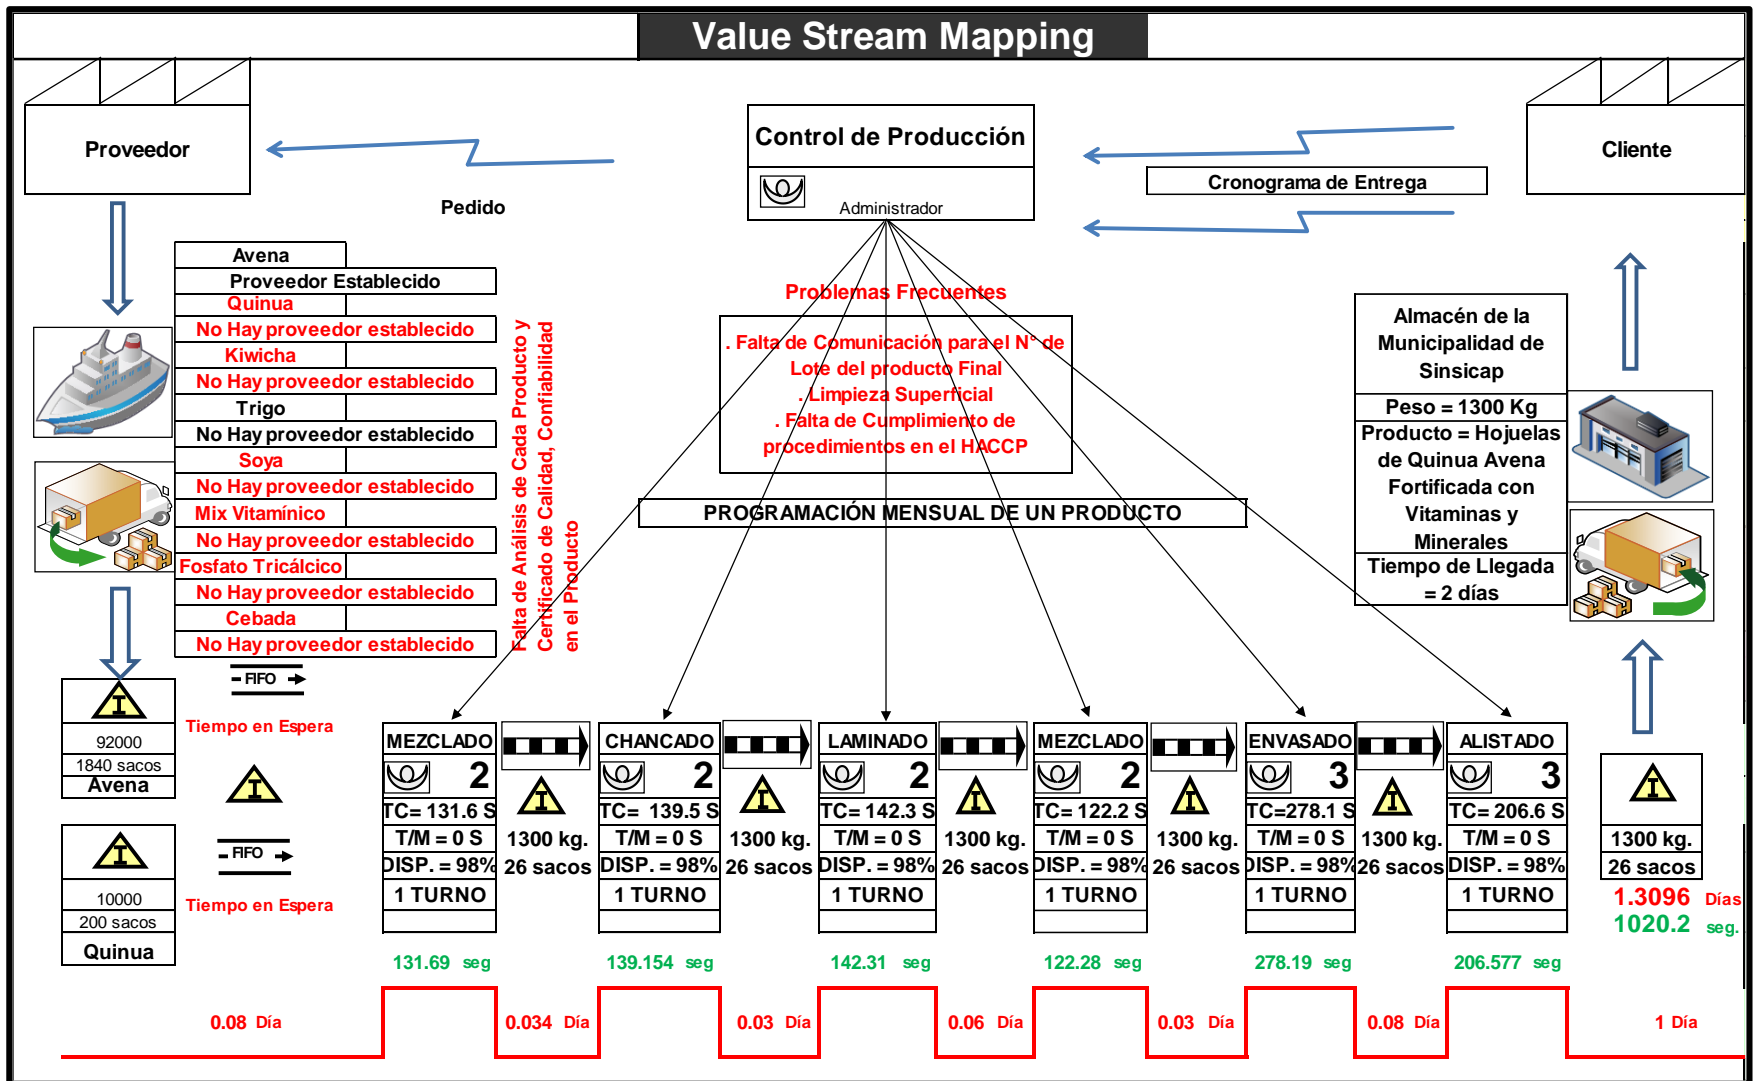 Value Stream Mapping
Proveedor
Control de Producción
Administrador
Cliente
Cronograma de Entrega
Pedido
Avena
Proveedor Establecido
Quinua
No Hay proveedor establecido
Kiwicha
No Hay proveedor establecido
Trigo
No Hay proveedor establecido
Soya
No Hay proveedor establecido
Mix Vitamínico
No Hay proveedor establecido
Fosfato Tricálcico
No Hay proveedor establecido
Cebada
No Hay proveedor establecido
Falta de Análisis de Cada Producto y
Certificado de Calidad, Confiabilidad
en el Producto
Problemas Frecuentes
. Falta de Comunicación para el N° de
Lote del producto Final
. Limpieza Superficial
. Falta de Cumplimiento de
procedimientos en el HACCP
PROGRAMACIÓN MENSUAL DE UN PRODUCTO
Almacén de la
Municipalidad de
Sinsicap
Peso = 1300 Kg
Producto = Hojuelas
de Quinua Avena
Fortificada con
Vitaminas y
Minerales
Tiempo de Llegada
= 2 días
I
92000
1840 sacos
Avena
FIFO
Tiempo en Espera
I
I
10000
200 sacos
Quinua
FIFO
Tiempo en Espera
MEZCLADO
2
TC= 131.6 S
T/M = 0 S
DISP. = 98%
1 TURNO
I
1300 kg.
26 sacos
CHANCADO
2
TC= 139.5 S
T/M = 0 S
DISP. = 98%
1 TURNO
I
1300 kg.
26 sacos
LAMINADO
2
TC= 142.3 S
T/M = 0 S
DISP. = 98%
1 TURNO
I
1300 kg.
26 sacos
MEZCLADO
2
TC= 122.2 S
T/M = 0 S
DISP. = 98%
1 TURNO
I
1300 kg.
26 sacos
ENVASADO
3
TC=278.1 S
T/M = 0 S
DISP. = 98%
1 TURNO
I
1300 kg.
26 sacos
ALISTADO
3
TC= 206.6 S
T/M = 0 S
DISP. = 98%
1 TURNO
I
1300 kg.
26 sacos
1.3096 Días
1020.2 seg.
131.69 seg
139.154 seg
142.31 seg
122.28 seg
278.19 seg
206.577 seg
0.08 Día
0.034 Día
0.03 Día
0.06 Día
0.03 Día
0.08 Día
1 Día